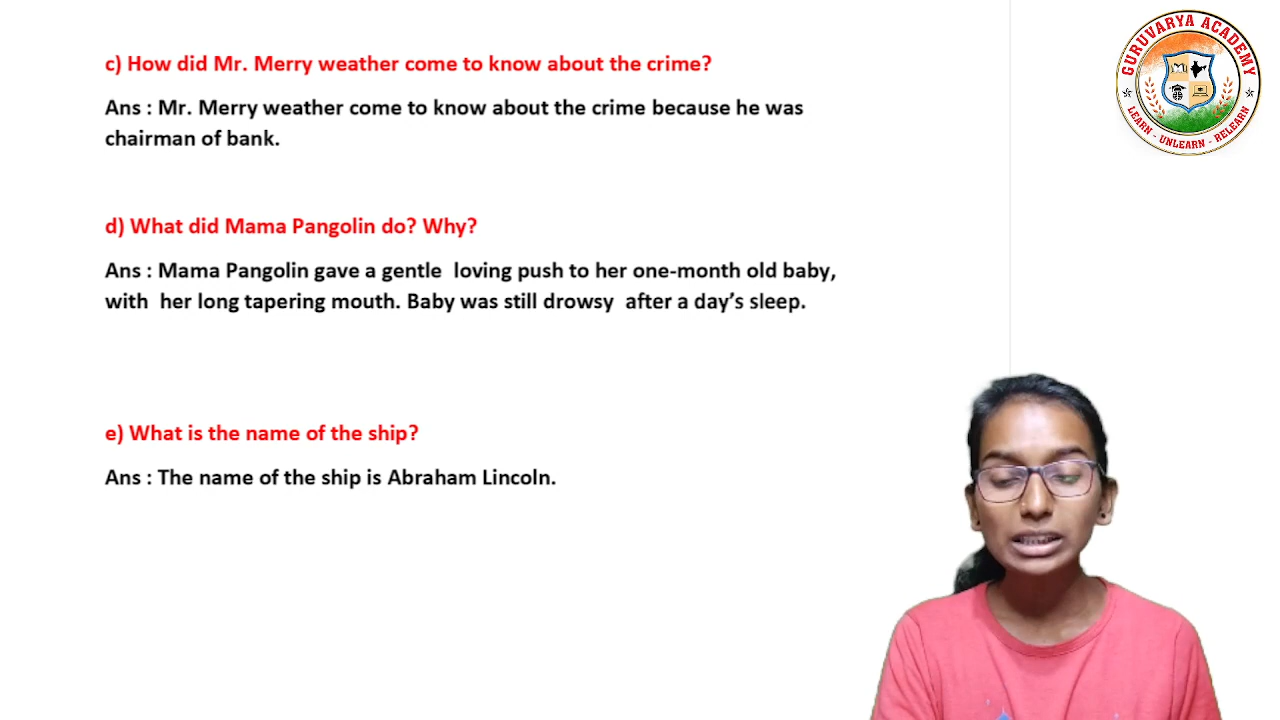 c) How did Mr. Merry weather come to know about the crime?
Ans : Mr. Merry weather come to know about the crime because he was
chairman of bank.
d) What did Mama Pangolin do? Why?
Ans : Mama Pangolin gave a gentle loving push to her one-month old baby,
with her long tapering mouth. Baby was still drowsy after a day’s sleep.
e) What is the name of the ship?
Ans : The name of the ship is Abraham Lincoln.
GURUVARYA ACADEMY
LEARN - UNLEARN - RELEARN